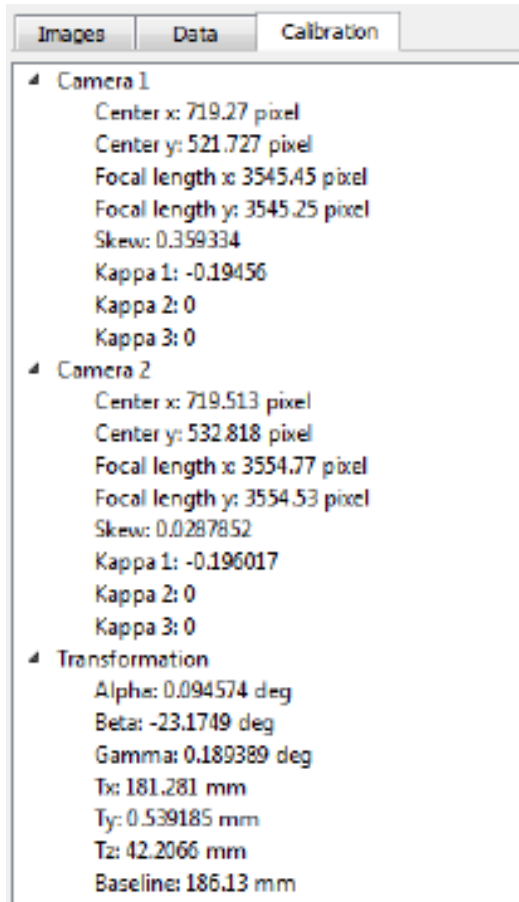 Images Data Calibration
Camera 1
Center x: 719.27 pixel
Center y: 521.727 pixel
Focal length x: 3545.45 pixel
Focal length y: 3545.25 pixel
Skew: 0.359334
Kappa 1: -0.19456
Kappa 2: 0
Kappa 3: 0
Camera 2
Center x: 719.513 pixel
Center y: 532.818 pixel
Focal length x: 3554.77 pixel
Focal length y: 3554.53 pixel
Skew: 0.0287852
Kappa 1: -0.196017
Kappa 2: 0
Kappa 3: 0
Transformation
Alpha: 0.094574 deg
Beta: -23.1749 deg
Gamma: 0.189389 deg
Tx: 181.281 mm
Ty: 0.539185 mm
Tz: 42.2066 mm
Baseline: 186.13 mm